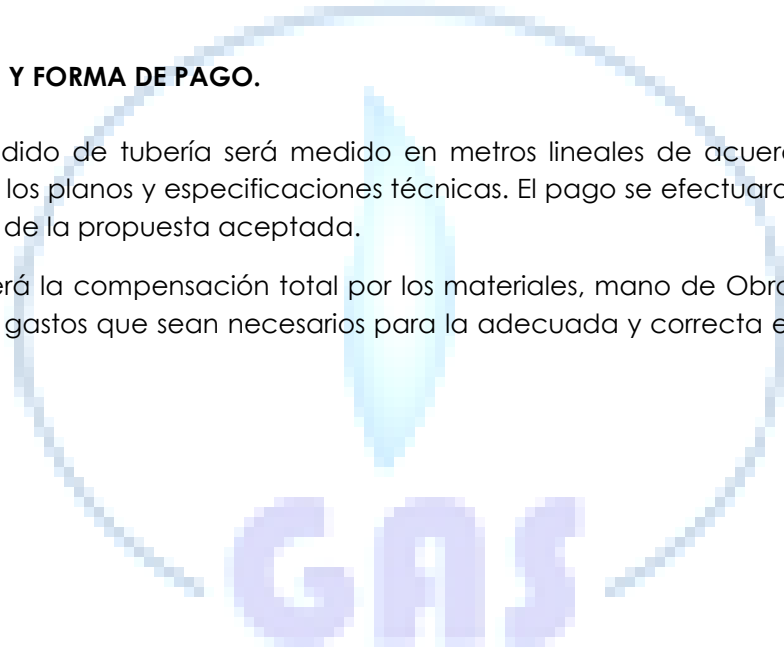 Y FORMA DE PAGO.
dido de tubería será medido en metros lineales de acuer
los planos y especificaciones técnicas. El pago se efectuar
de la propuesta aceptada.
erá la compensación total por los materiales, mano de Obr
gastos que sean necesarios para la adecuada y correcta e
GAS